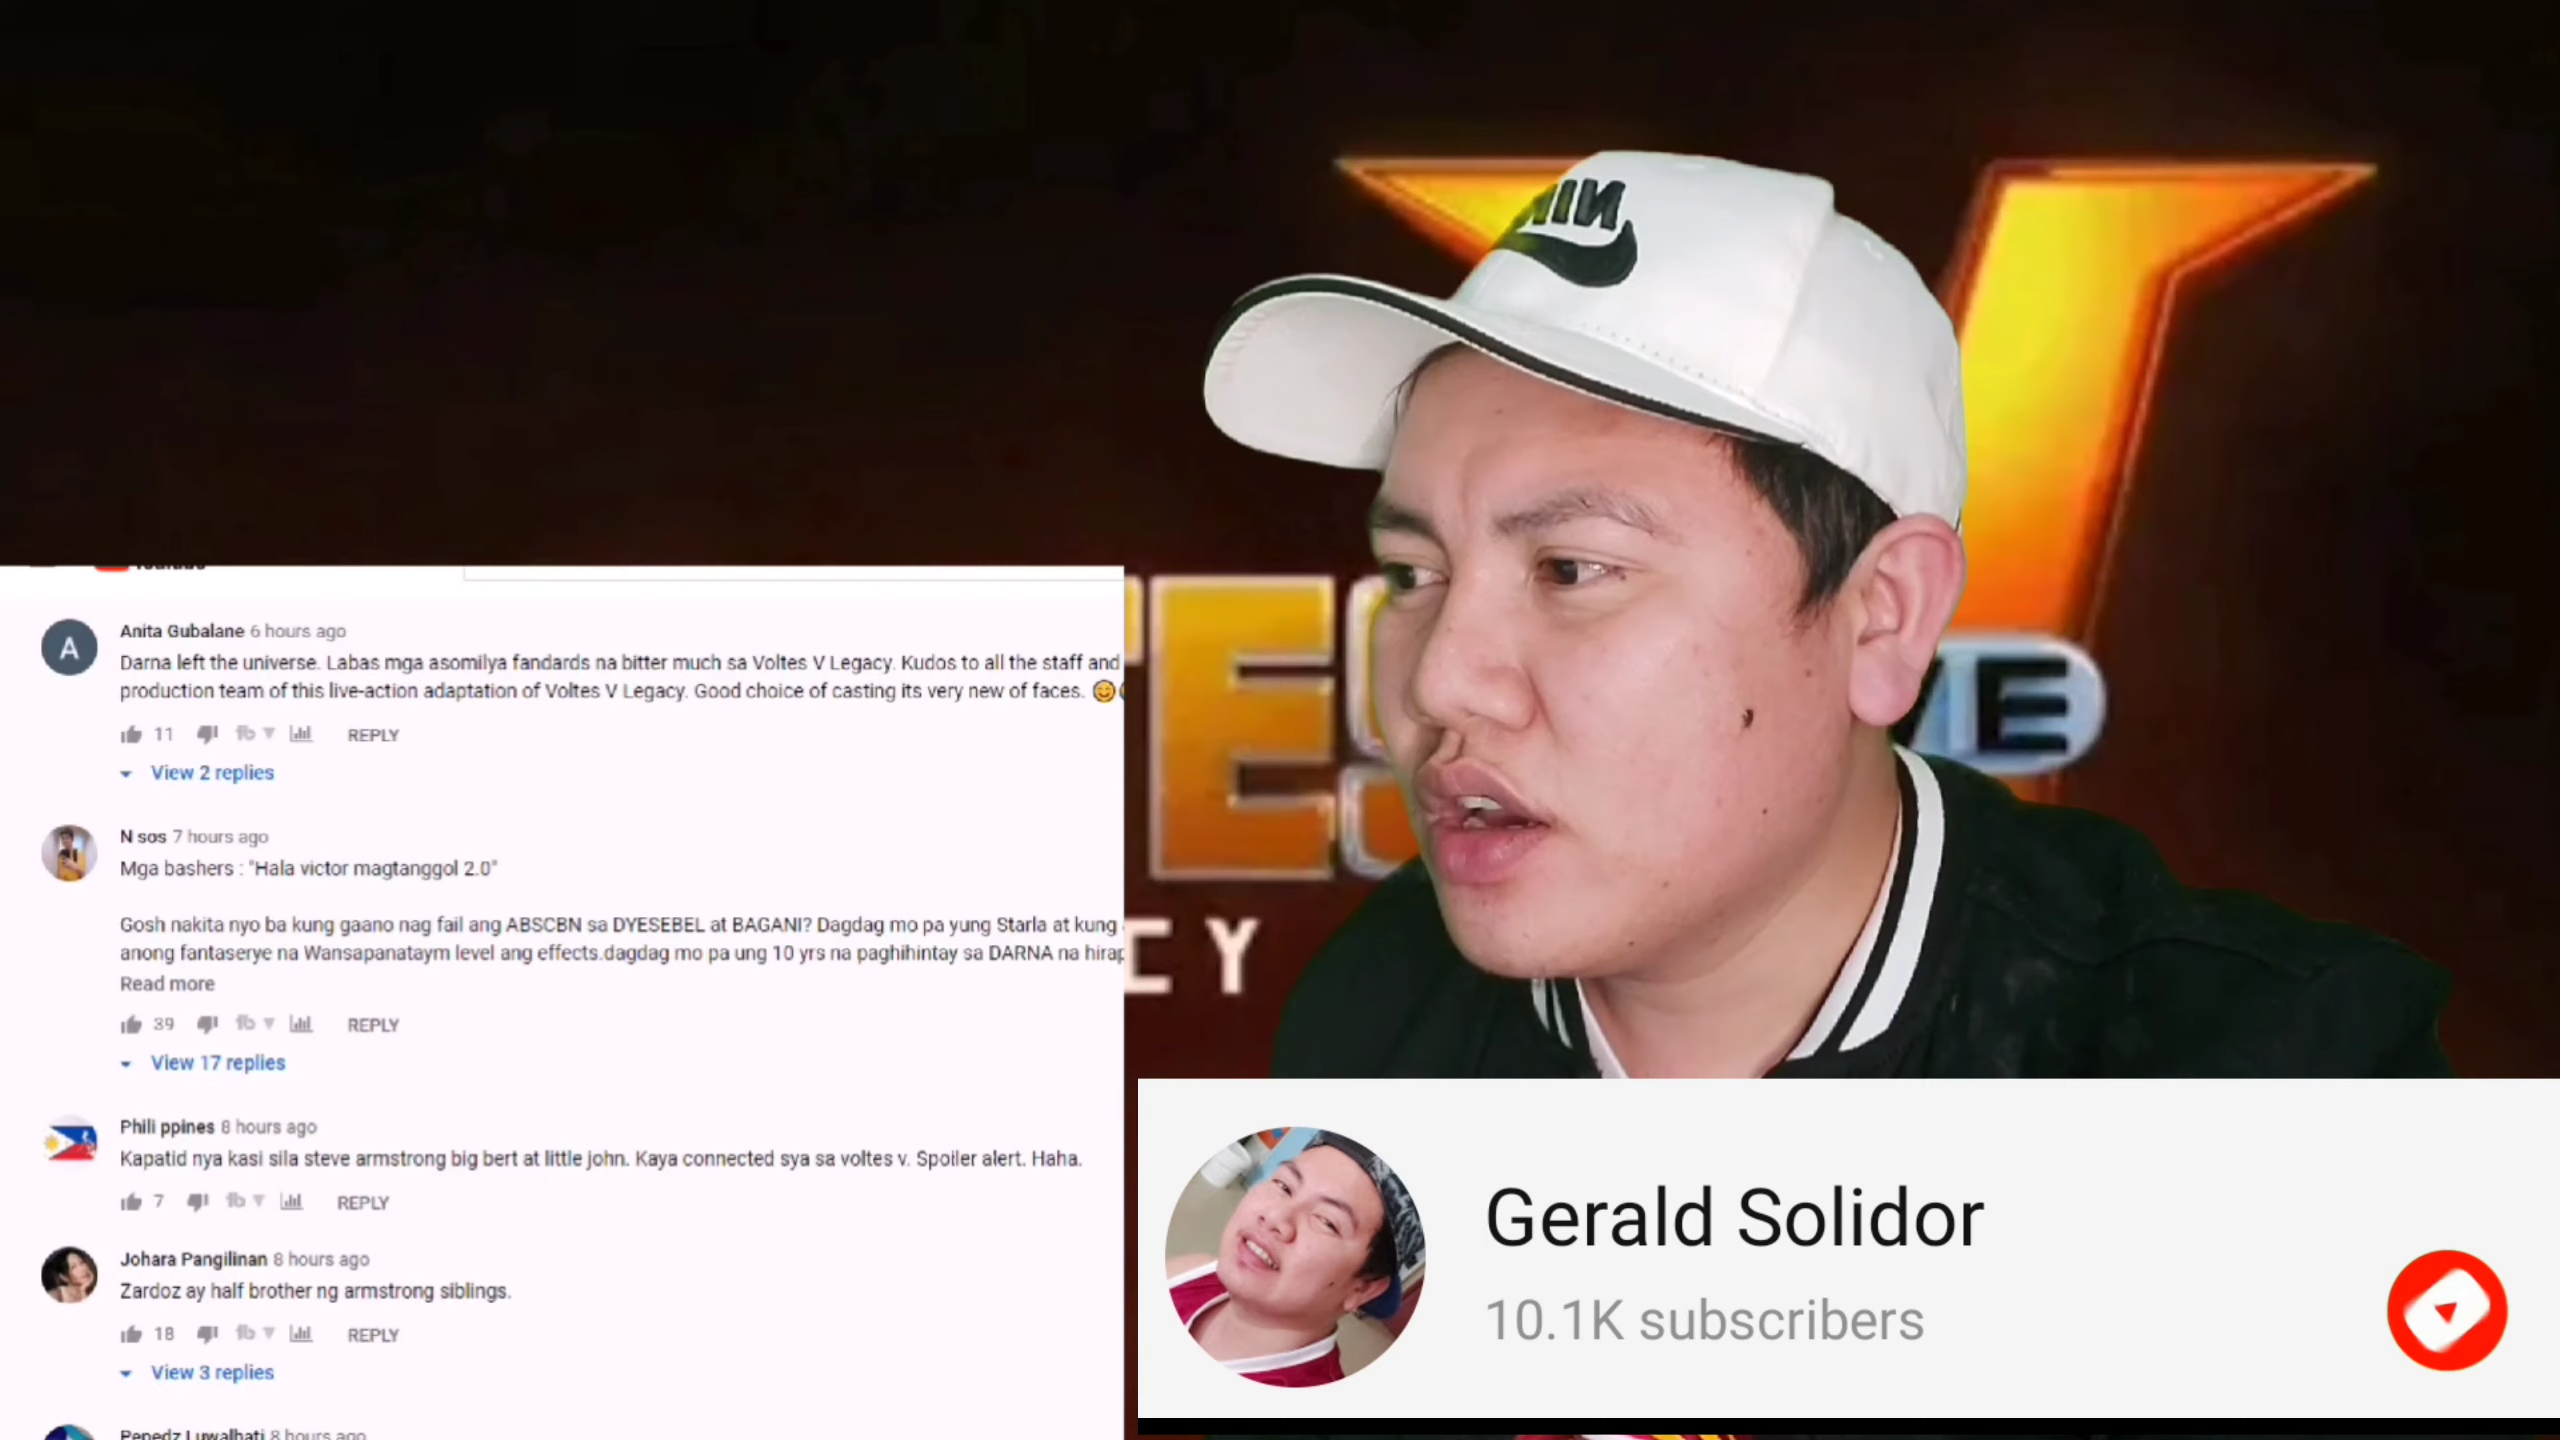 Anita Gubalane 6 hours ago
Darna left the universe. Labas mga asomilya fandards na bitter much sa Voltes V Legacy. Kudos to all the staff and
production team of this live-action adaptation of Voltes V Legacy. Good choice of casting its very new of faces. 😊
11 REPLY
View 2 replies
N sos 7 hours ago
Mga bashers : "Hala victor magtanggol 2.0"
Gosh nakita nyo ba kung gaano nag fail ang ABSCBN sa DYESEBEL at BAGANI? Dagdag mo pa yung Starla at kung
anong fantaserye na Wansapanataym level ang effects.dagdag mo pa ung 10 yrs na paghihintay sa DARNA na hirap
Read more
39 REPLY
View 17 replies
Phili ppines 8 hours ago
Kapatid nya kasi sila steve armstrong big bert at little john. Kaya connected sya sa voltes v. Spoiler alert. Haha.
7 REPLY
Johara Pangilinan 8 hours ago
Zardoz ay half brother ng armstrong siblings.
18 REPLY
View 3 replies
Pepedz Luwalhati 8 hours ago
Gerald Solidor
10.1K subscribers